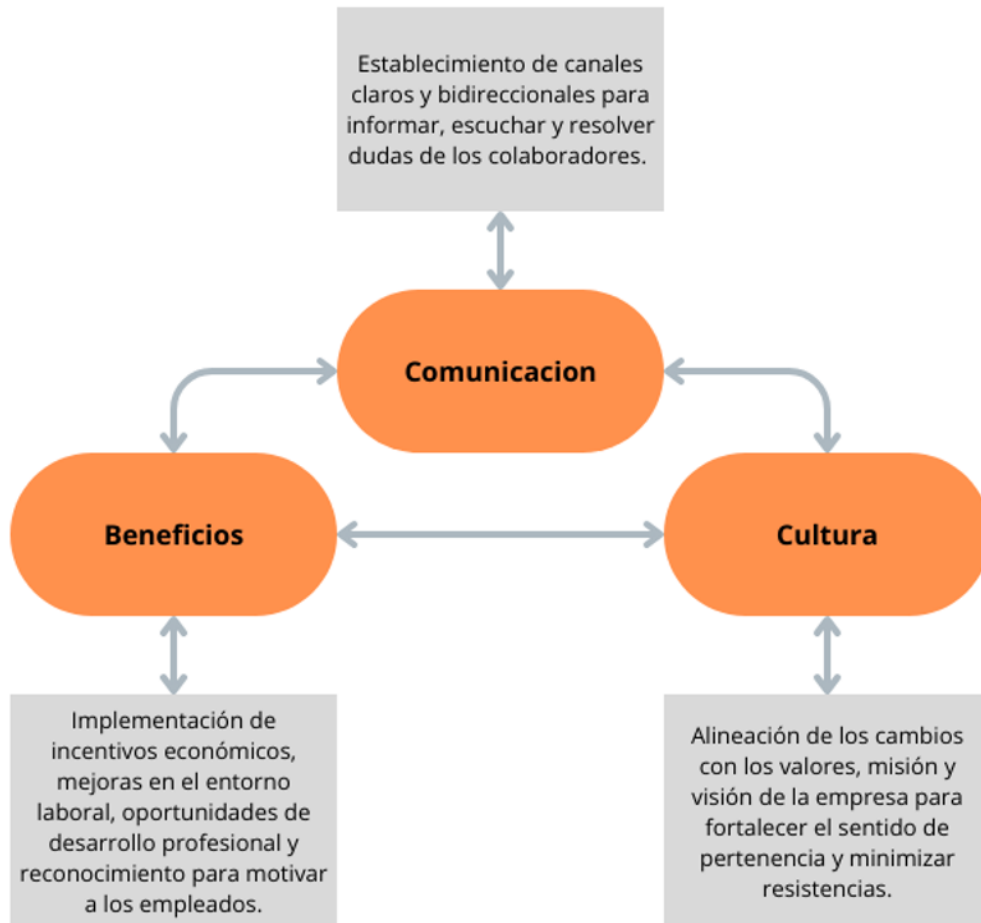 Establecimiento de canales
claros y bidireccionales para
informar, escuchar y resolver
dudas de los colaboradores.
Comunicacion
Beneficios
Cultura
Implementación de
incentivos económicos,
mejoras en el entorno
laboral, oportunidades de
desarrollo profesional y
reconocimiento para motivar
a los empleados.
Alineación de los cambios
con los valores, misión y
visión de la empresa para
fortalecer el sentido de
pertenencia y minimizar
resistencias.